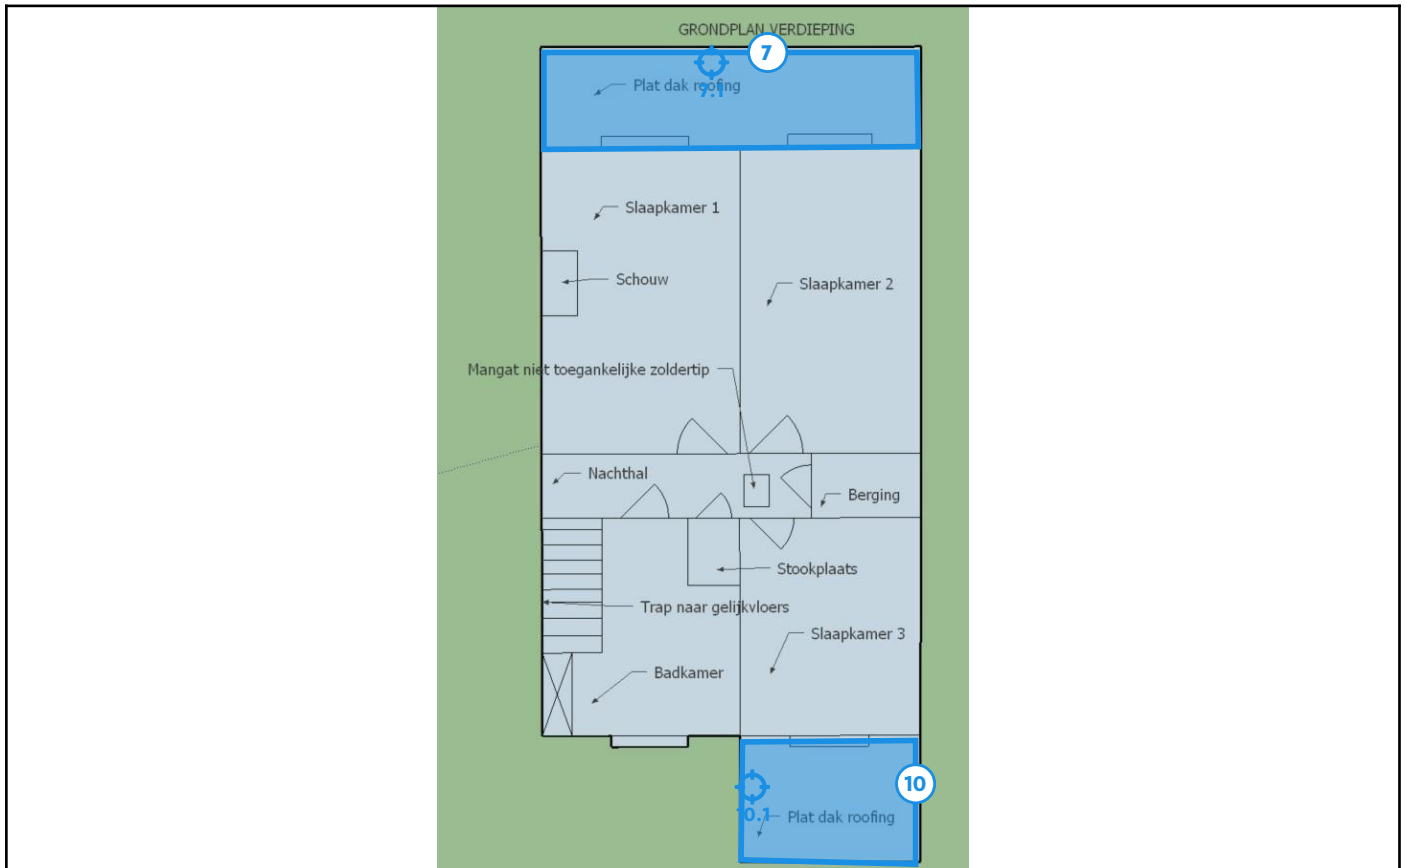 GRONDPLAN VERDIEPING
7
Plat dak roofing
7.1
Slaapkamer 1
Schouw
Slaapkamer 2
Mangat niet toegankelijke zoldertip
Nachthal
Berging
Stookplaats
Trap naar gelijkvloers
Slaapkamer 3
Badkamer
10
10.1
Plat dak roofing